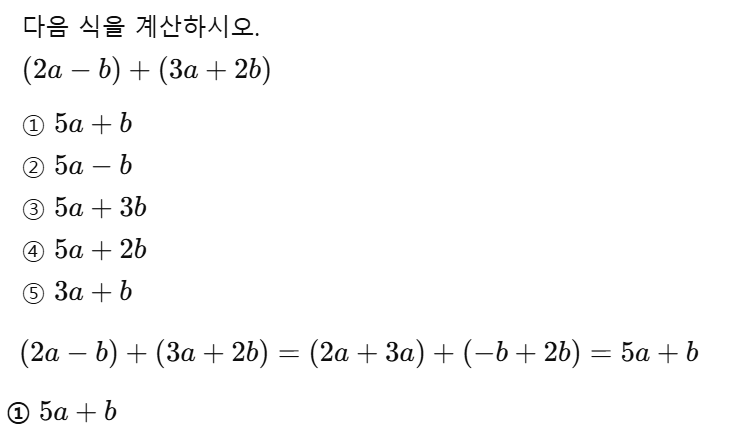 다음 식을 계산하시오.
(2a − b) + (3a + 2b)
① 5a + b
② 5a − b
③ 5a + 3b
④ 5a + 2b
⑤ 3a + b
(2a − b) + (3a + 2b) = (2a + 3a) + (−b + 2b) = 5a + b
① 5a + b